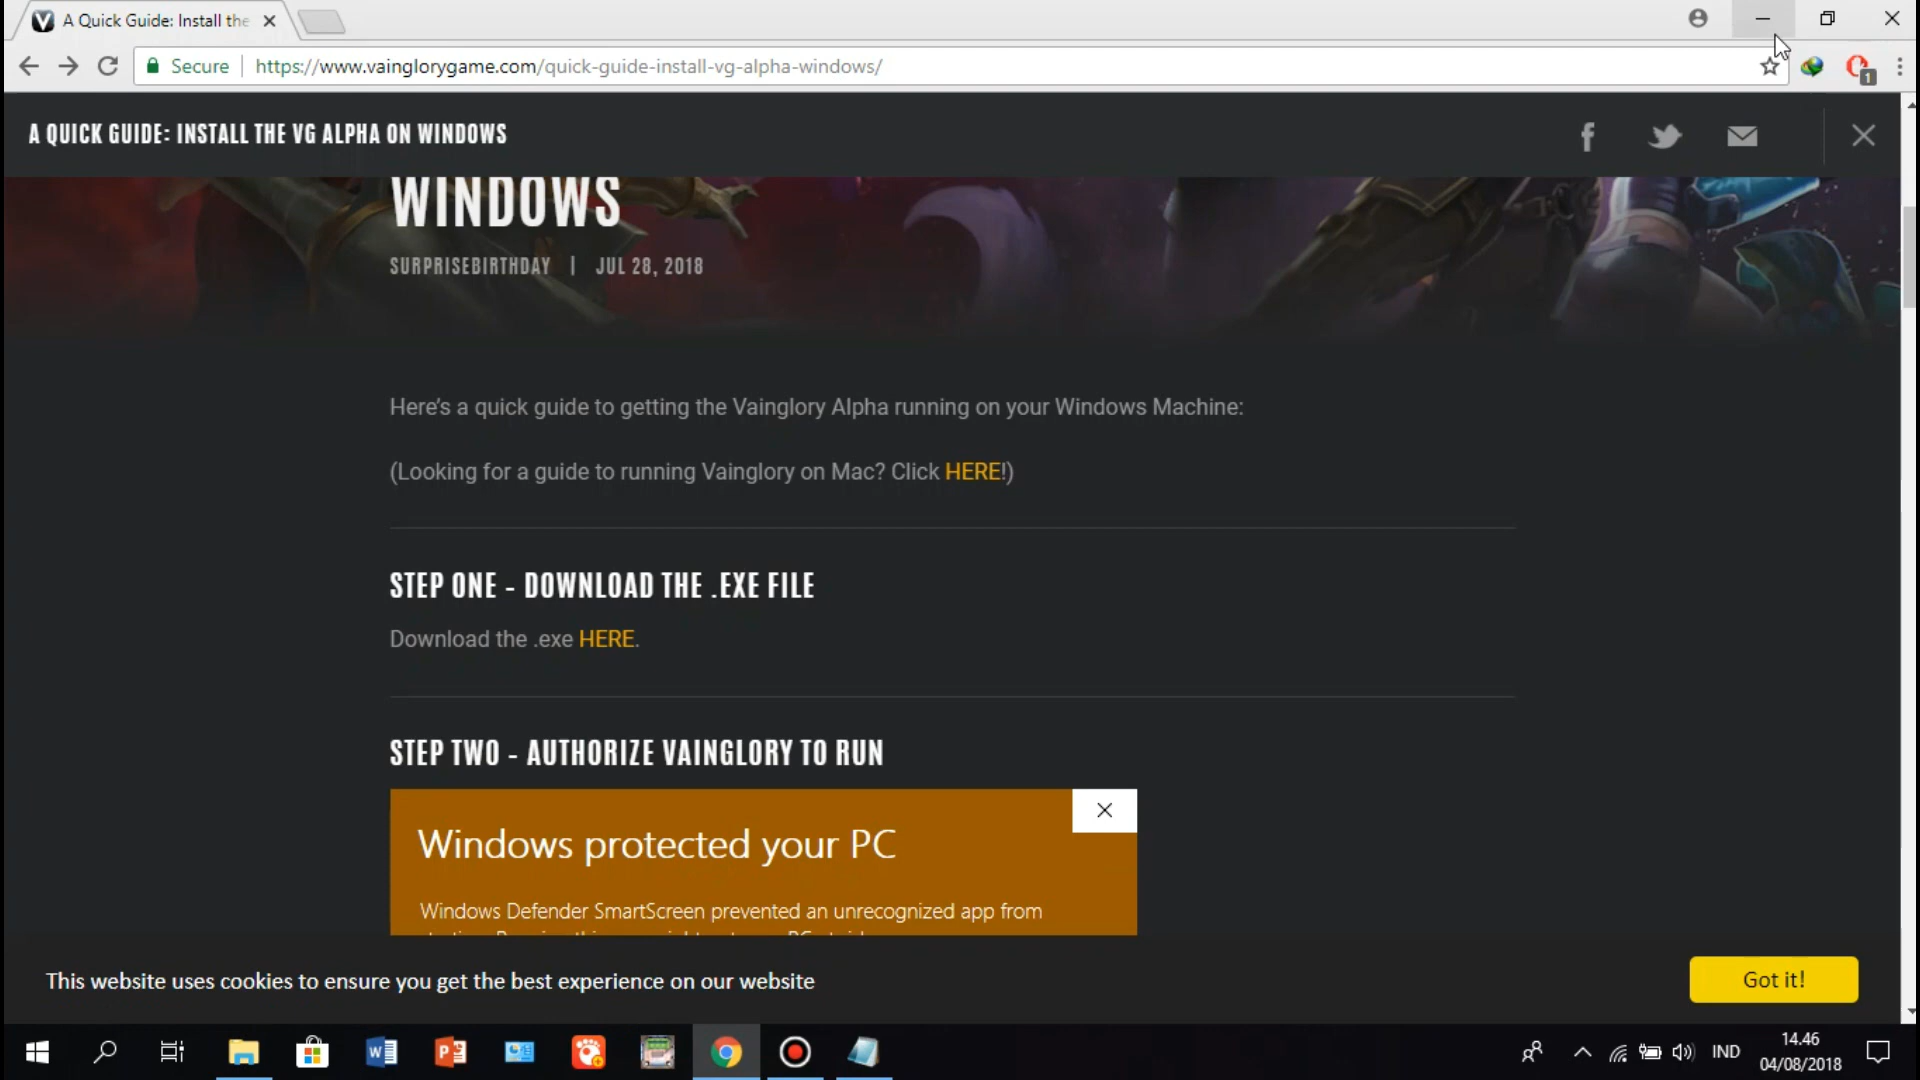 A Quick Guide: Install the
Secure
https://www.vainglorygame.com/quick-guide-install-vg-alpha-windows/
1
A QUICK GUIDE: INSTALL THE VG ALPHA ON WINDOWS
WINDOWS
SURPRISEBIRTHDAY | JUL 28, 2018
Here's a quick guide to getting the Vainglory Alpha running on your Windows Machine:
(Looking for a guide to running Vainglory on Mac? Click HERE!)
STEP ONE - DOWNLOAD THE .EXE FILE
Download the .exe HERE.
STEP TWO - AUTHORIZE VAINGLORY TO RUN
Windows protected your PC
Windows Defender SmartScreen prevented an unrecognized app from
This website uses cookies to ensure you get the best experience on our website
Got it!
IND
14.46
04/08/2018